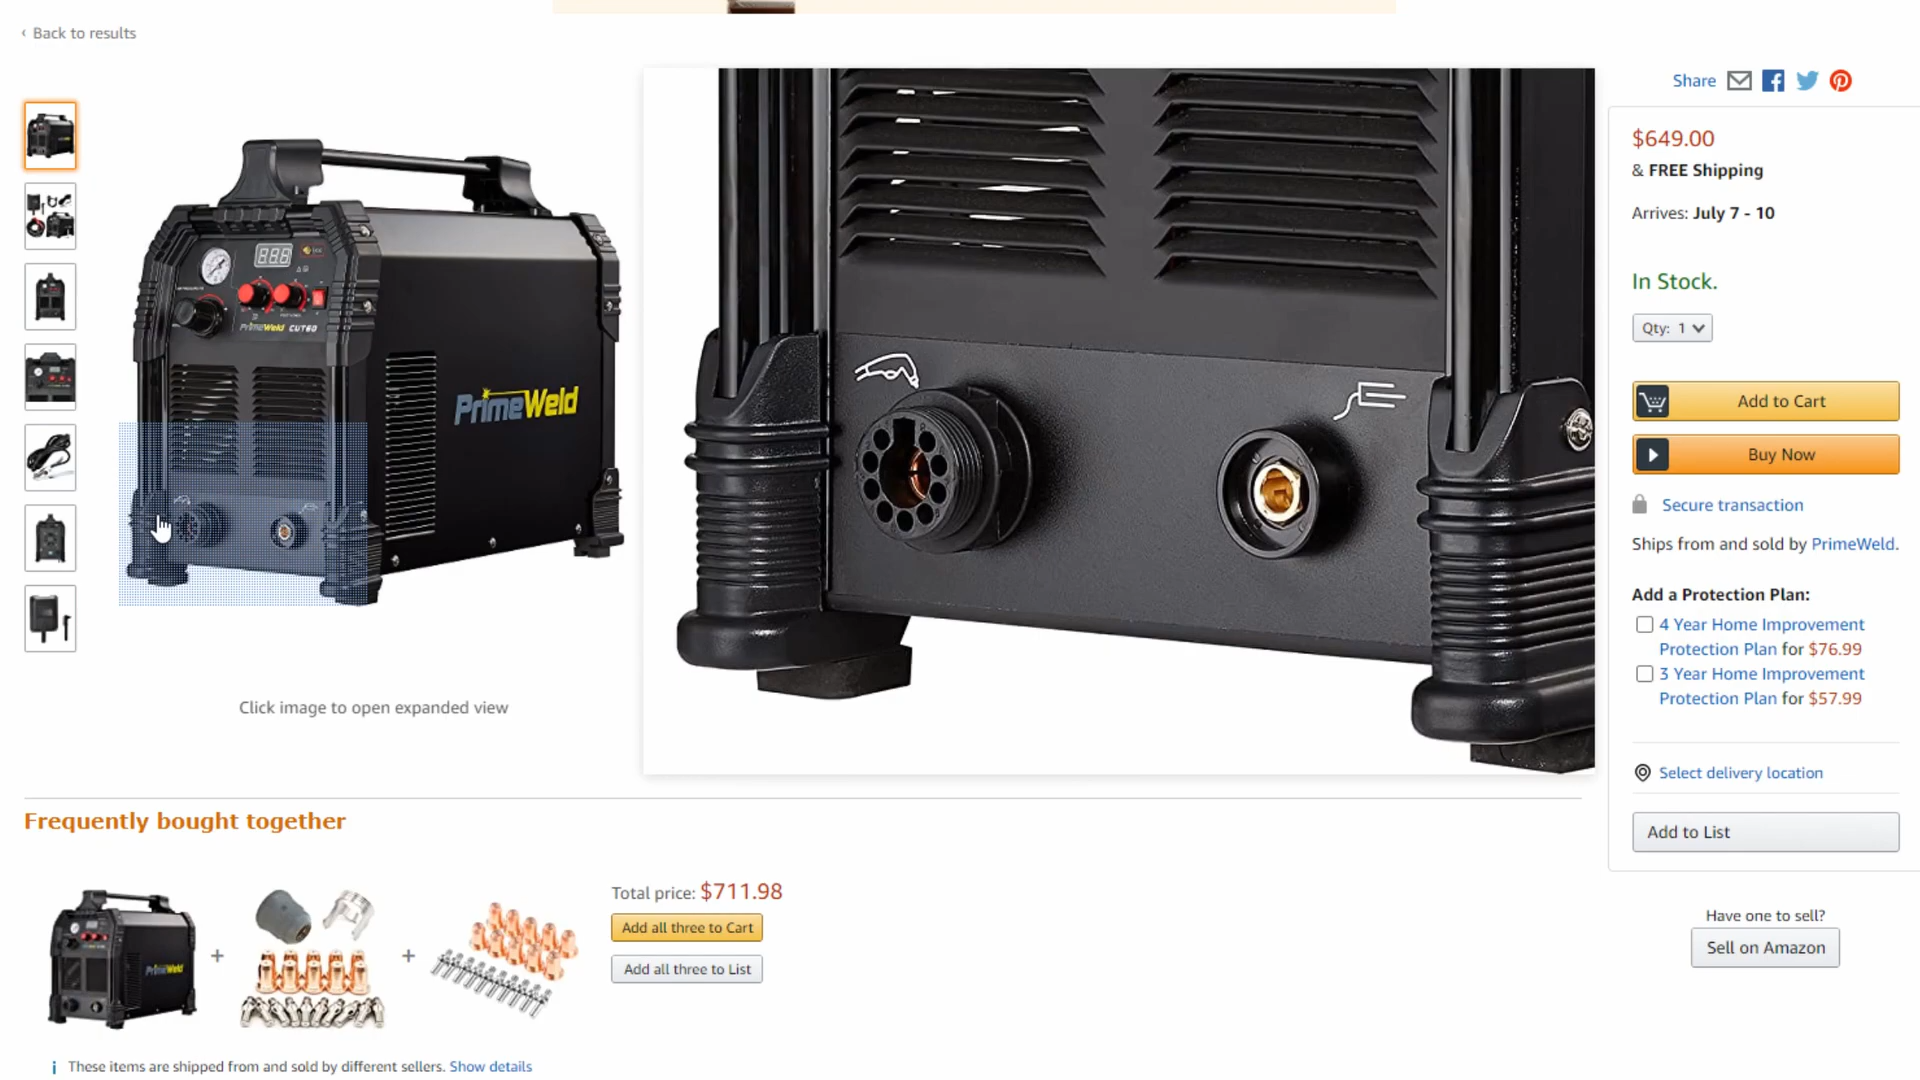 ‹ Back to results
Share
PrimeWeld CUT60
PrimeWeld
Click image to open expanded view
$649.00
& FREE Shipping
Arrives: July 7 - 10
In Stock.
Qty: 1
Add to Cart
Buy Now
Secure transaction
Ships from and sold by PrimeWeld.
Add a Protection Plan:
4 Year Home Improvement
Protection Plan for $76.99
3 Year Home Improvement
Protection Plan for $57.99
Select delivery location
Add to List
Have one to sell?
Sell on Amazon
Frequently bought together
PrimeWeld
+
+
Total price: $711.98
Add all three to Cart
Add all three to List
i These items are shipped from and sold by different sellers. Show details